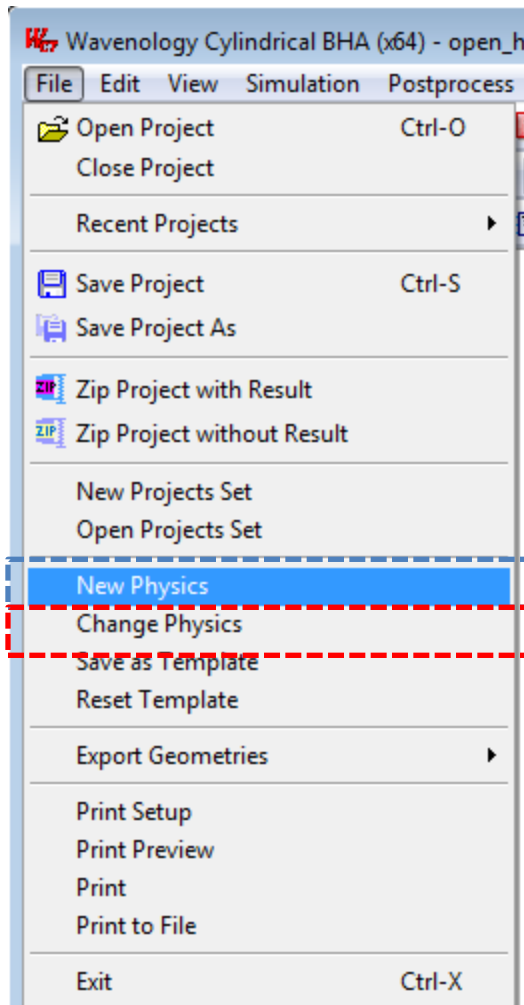 Wavenology Cylindrical BHA (x64) - open_h
File Edit View Simulation Postprocess
Open Project Ctrl-O
Close Project
Recent Projects
Save Project Ctrl-S
Save Project As
ZIP Zip Project with Result
ZIP Zip Project without Result
New Projects Set
Open Projects Set
New Physics
Change Physics
Save as Template
Reset Template
Export Geometries
Print Setup
Print Preview
Print
Print to File
Exit Ctrl-X